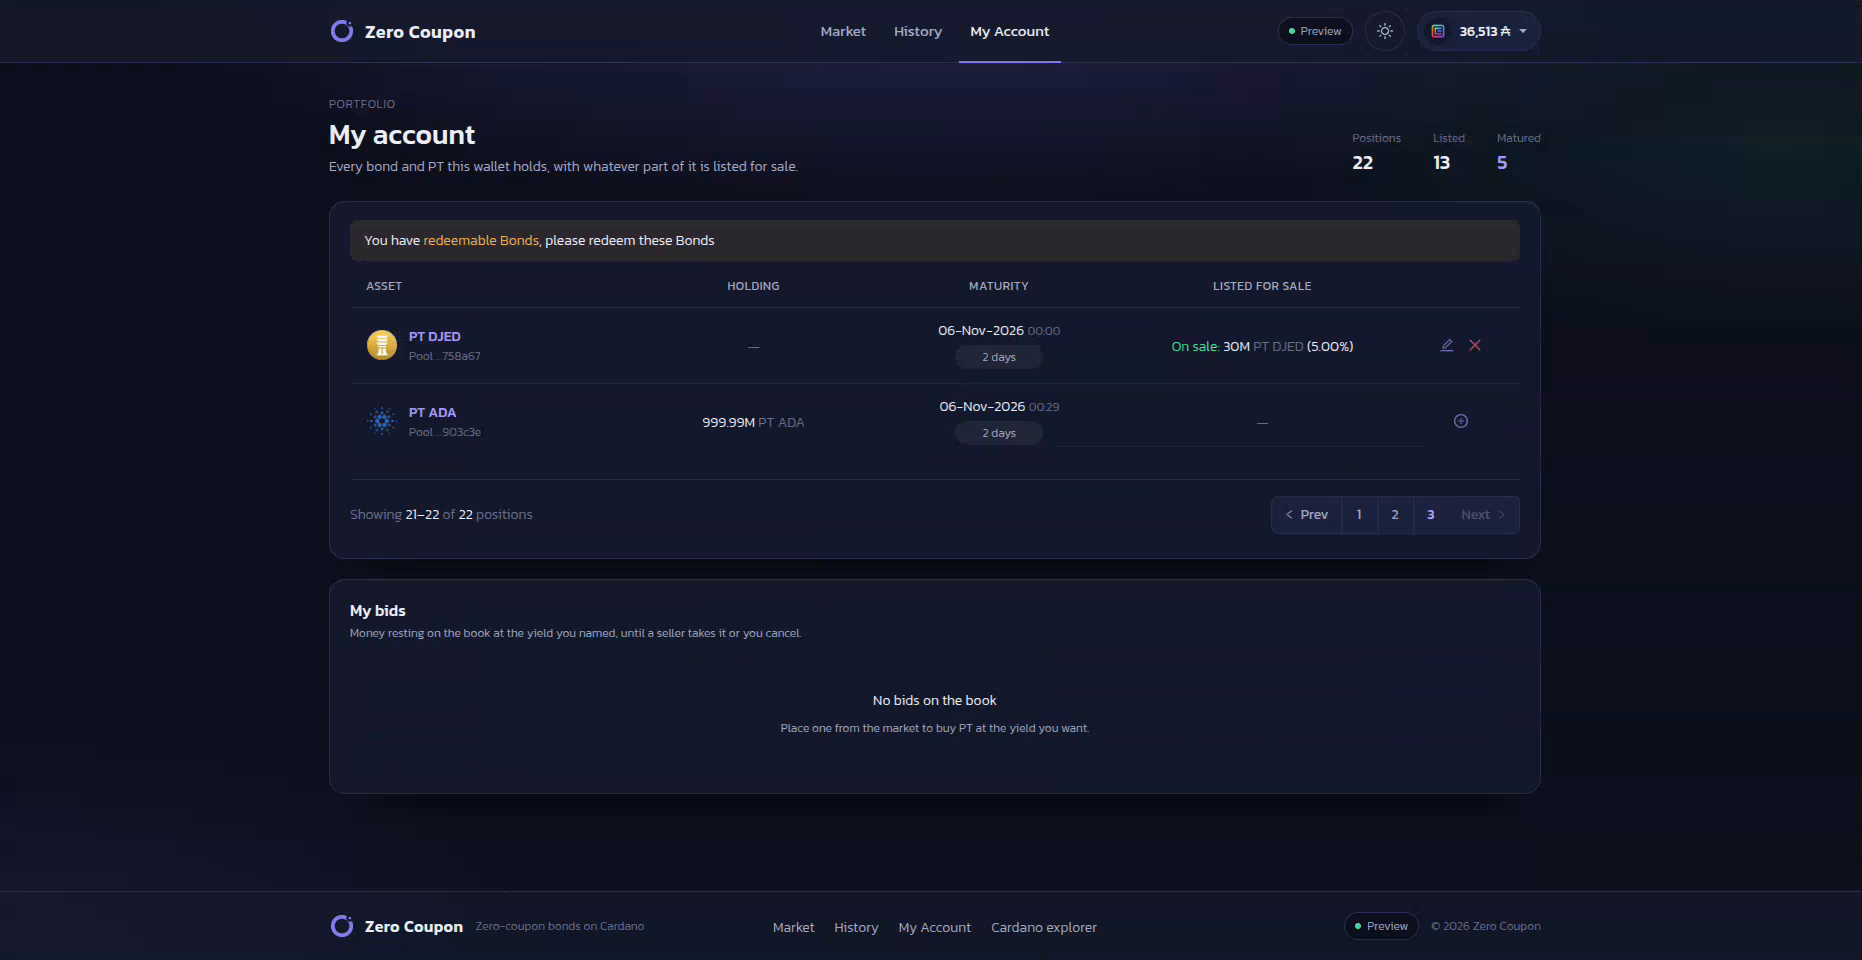 Zero Coupon
Market
History
My Account
Preview
36,513 ₳
PORTFOLIO
My account
Every bond and PT this wallet holds, with whatever part of it is listed for sale.
Positions
Listed
Matured
22
13
5
You have redeemable Bonds, please redeem these Bonds
ASSET
HOLDING
MATURITY
LISTED FOR SALE
PT DJED
Pool ...758a67
—
06-Nov-2026 00:00
2 days
On sale: 30M PT DJED (5.00%)
PT ADA
Pool ...903c3e
999.99M PT ADA
06-Nov-2026 00:29
2 days
—
Showing 21–22 of 22 positions
Prev
1
2
3
Next
My bids
Money resting on the book at the yield you named, until a seller takes it or you cancel.
No bids on the book
Place one from the market to buy PT at the yield you want.
Zero Coupon
Zero-coupon bonds on Cardano
Market
History
My Account
Cardano explorer
Preview
© 2026 Zero Coupon